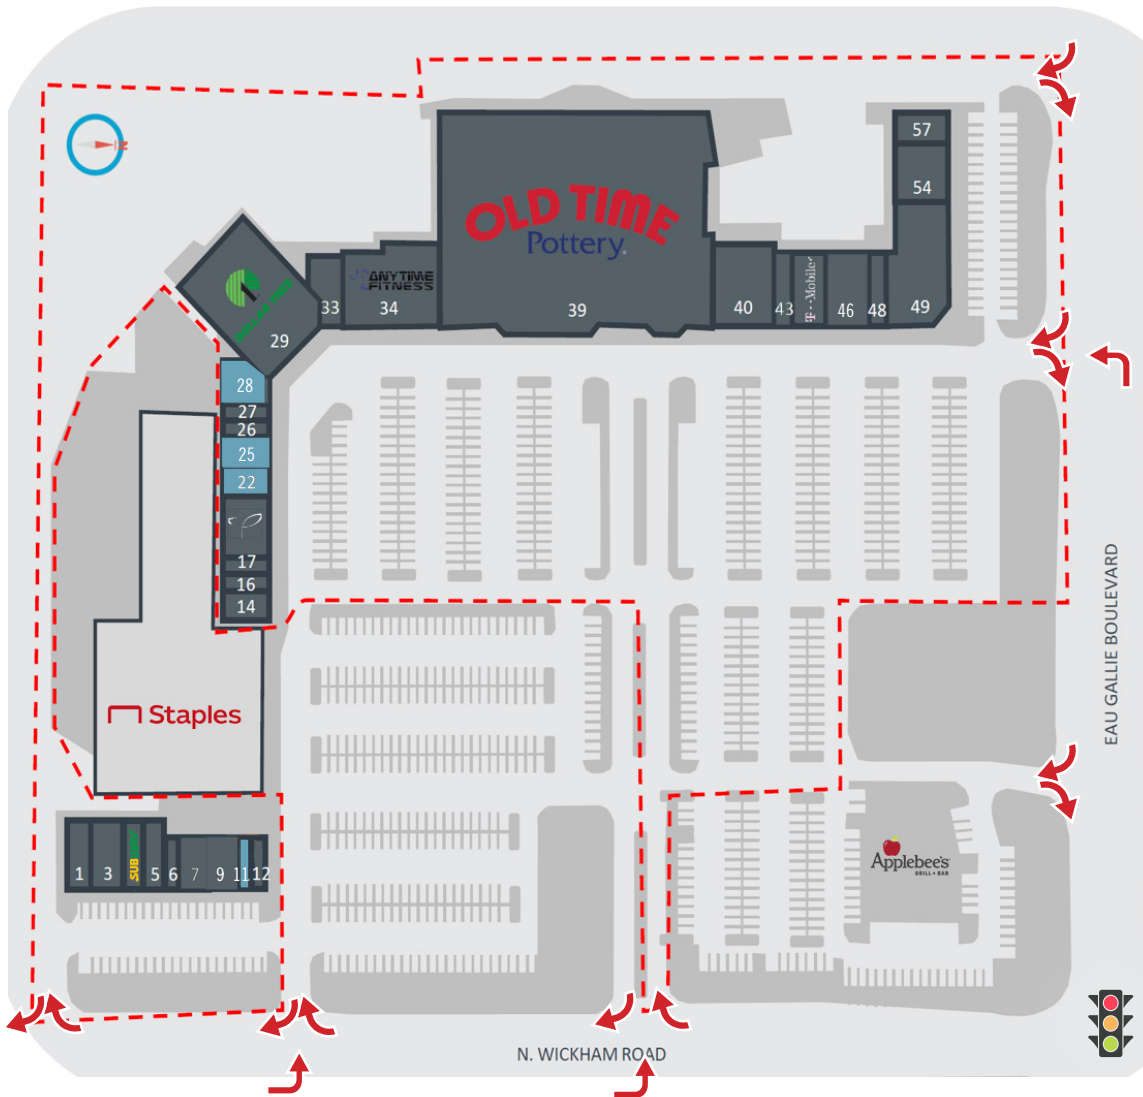 N
57
54
OLD TIME
Pottery
DOLLAR TREE
29
33
ANYTIME
FITNESS
34
39
40
43
T··Mobile
46
48
49
28
27
26
25
22
17
16
14
EAU GALLIE BOULEVARD
Staples
1
3
SUBWAY
5
6
7
9
11
12
Applebee's
GRILL + BAR
N. WICKHAM ROAD